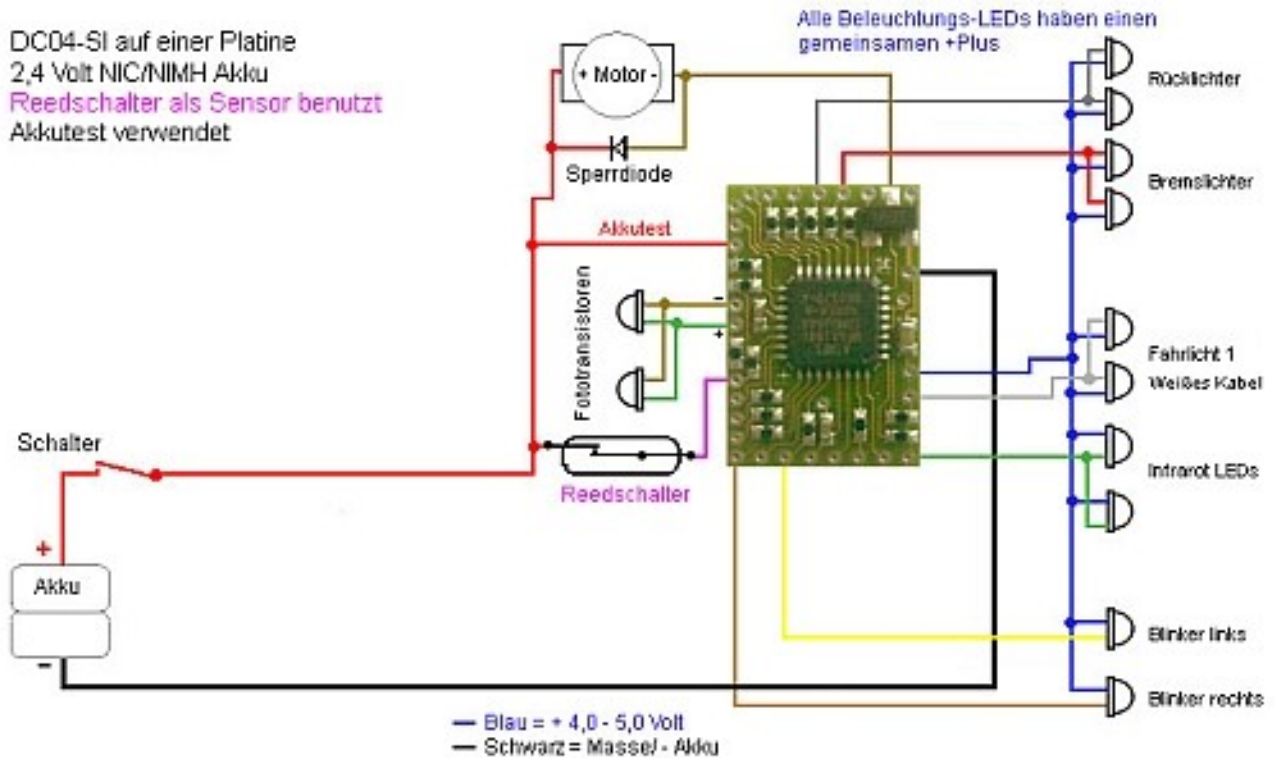 DC04-SI auf einer Platine
2,4 Volt NIC/NIMH Akku
Reedschalter als Sensor benutzt
Akkutest verwendet
Alle Beleuchtungs-LEDs haben einen
gemeinsamen +Plus
+ Motor -
Sperrdiode
Rücklichter
Bremslichter
Akkutest
Fototransistoren
-
+
Fahrlicht 1
Weißes Kabel
Infrarot LEDs
Schalter
Reedschalter
+
Akku
-
Blinker links
Blinker rechts
Blau = + 4,0 - 5,0 Volt
Schwarz = Masse/ - Akku